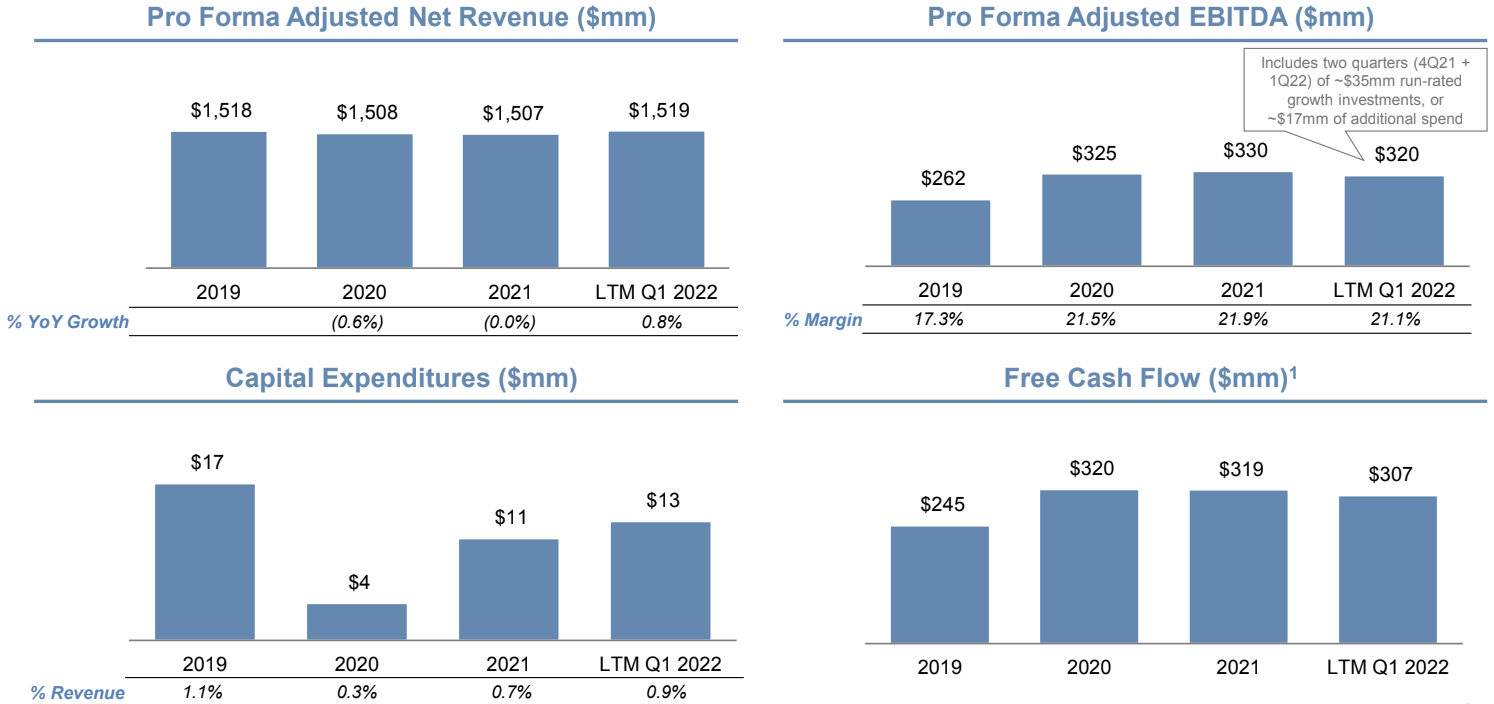 Pro Forma Adjusted Net Revenue ($mm)
$1,518
$1,508
$1,507
$1,519
2019
2020
2021
LTM Q1 2022
% YoY Growth
(0.6%)
(0.0%)
0.8%
Pro Forma Adjusted EBITDA ($mm)
Includes two quarters (4Q21 +
1Q22) of ~$35mm run-rated
growth investments, or
~$17mm of additional spend
$262
$325
$330
$320
2019
2020
2021
LTM Q1 2022
% Margin
17.3%
21.5%
21.9%
21.1%
Capital Expenditures ($mm)
$17
$4
$11
$13
2019
2020
2021
LTM Q1 2022
% Revenue
1.1%
0.3%
0.7%
0.9%
Free Cash Flow ($mm)¹
$245
$320
$319
$307
2019
2020
2021
LTM Q1 2022